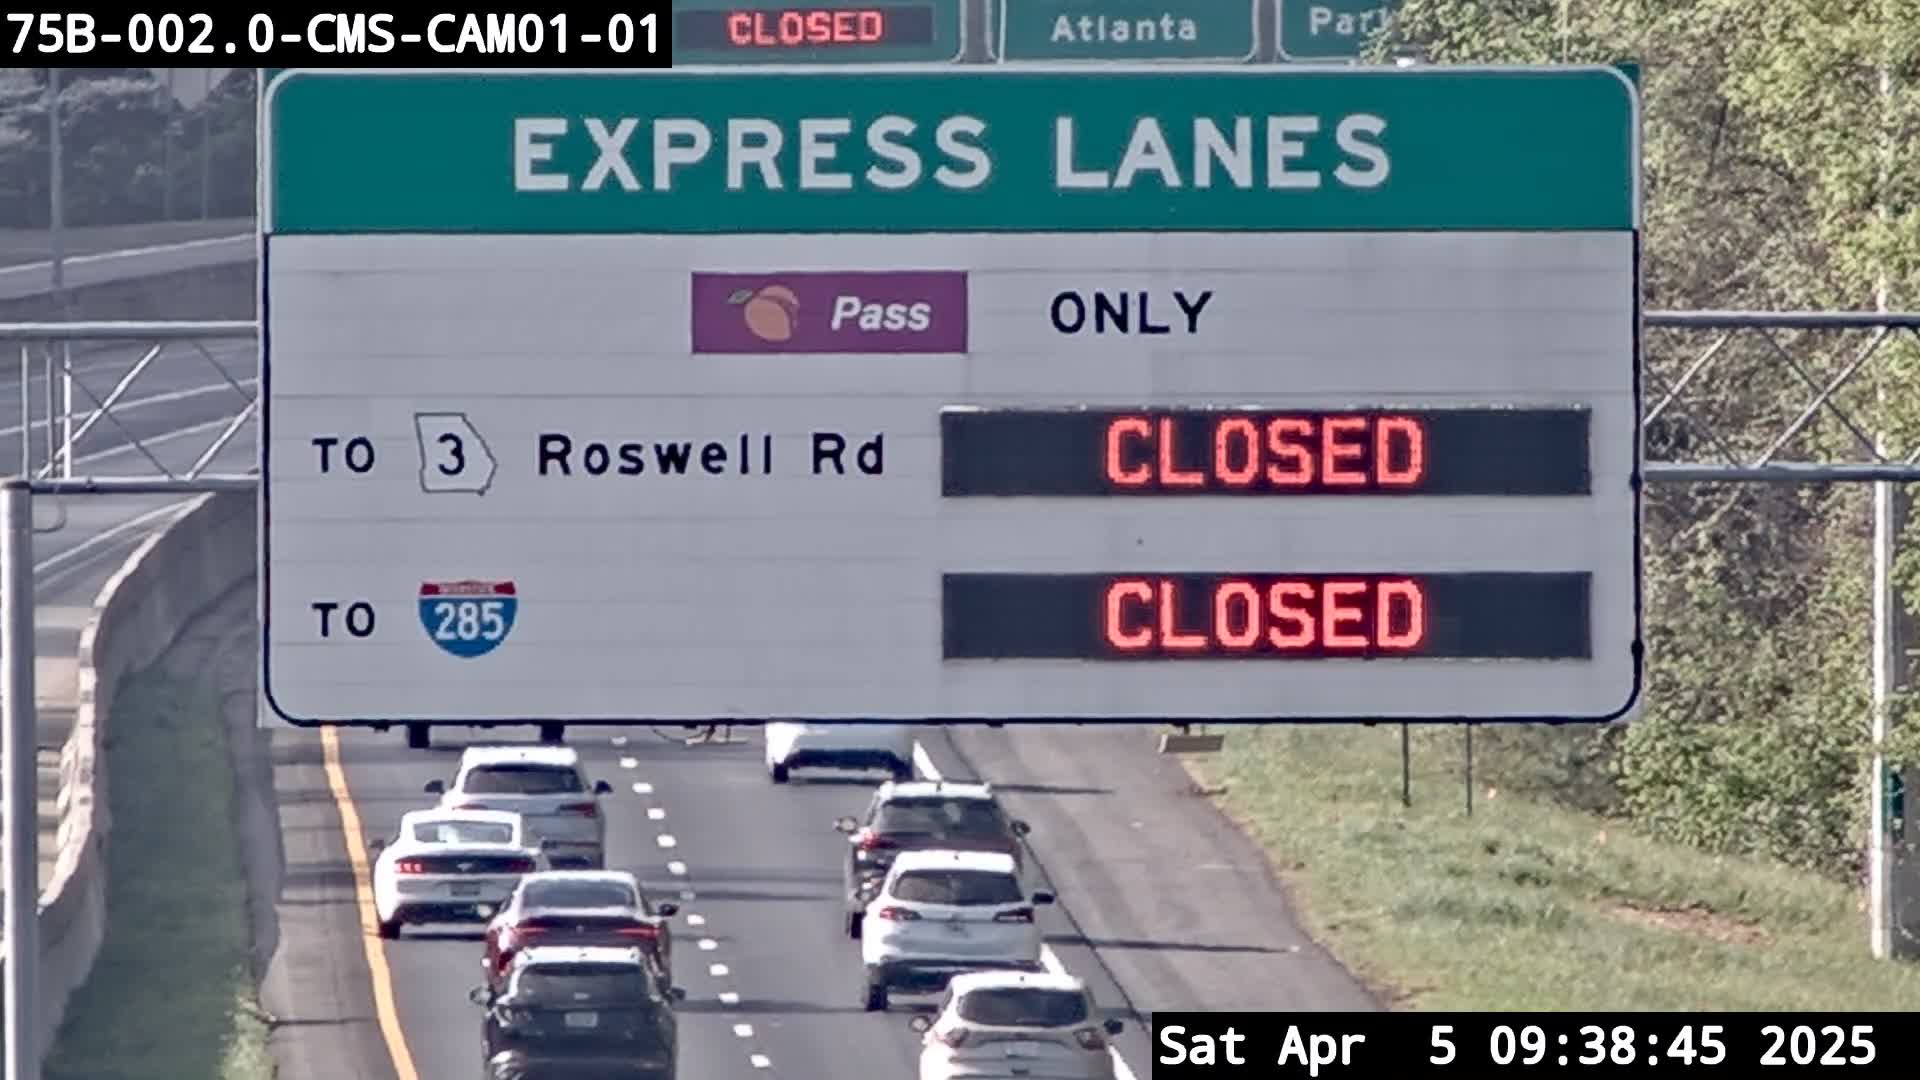 75B-002.0-CMS-CAM01-01
CLOSED
Atlanta
EXPRESS LANES
Pass ONLY
TO 3 Roswell Rd CLOSED
TO 285 CLOSED
Sat Apr 5 09:38:45 2025